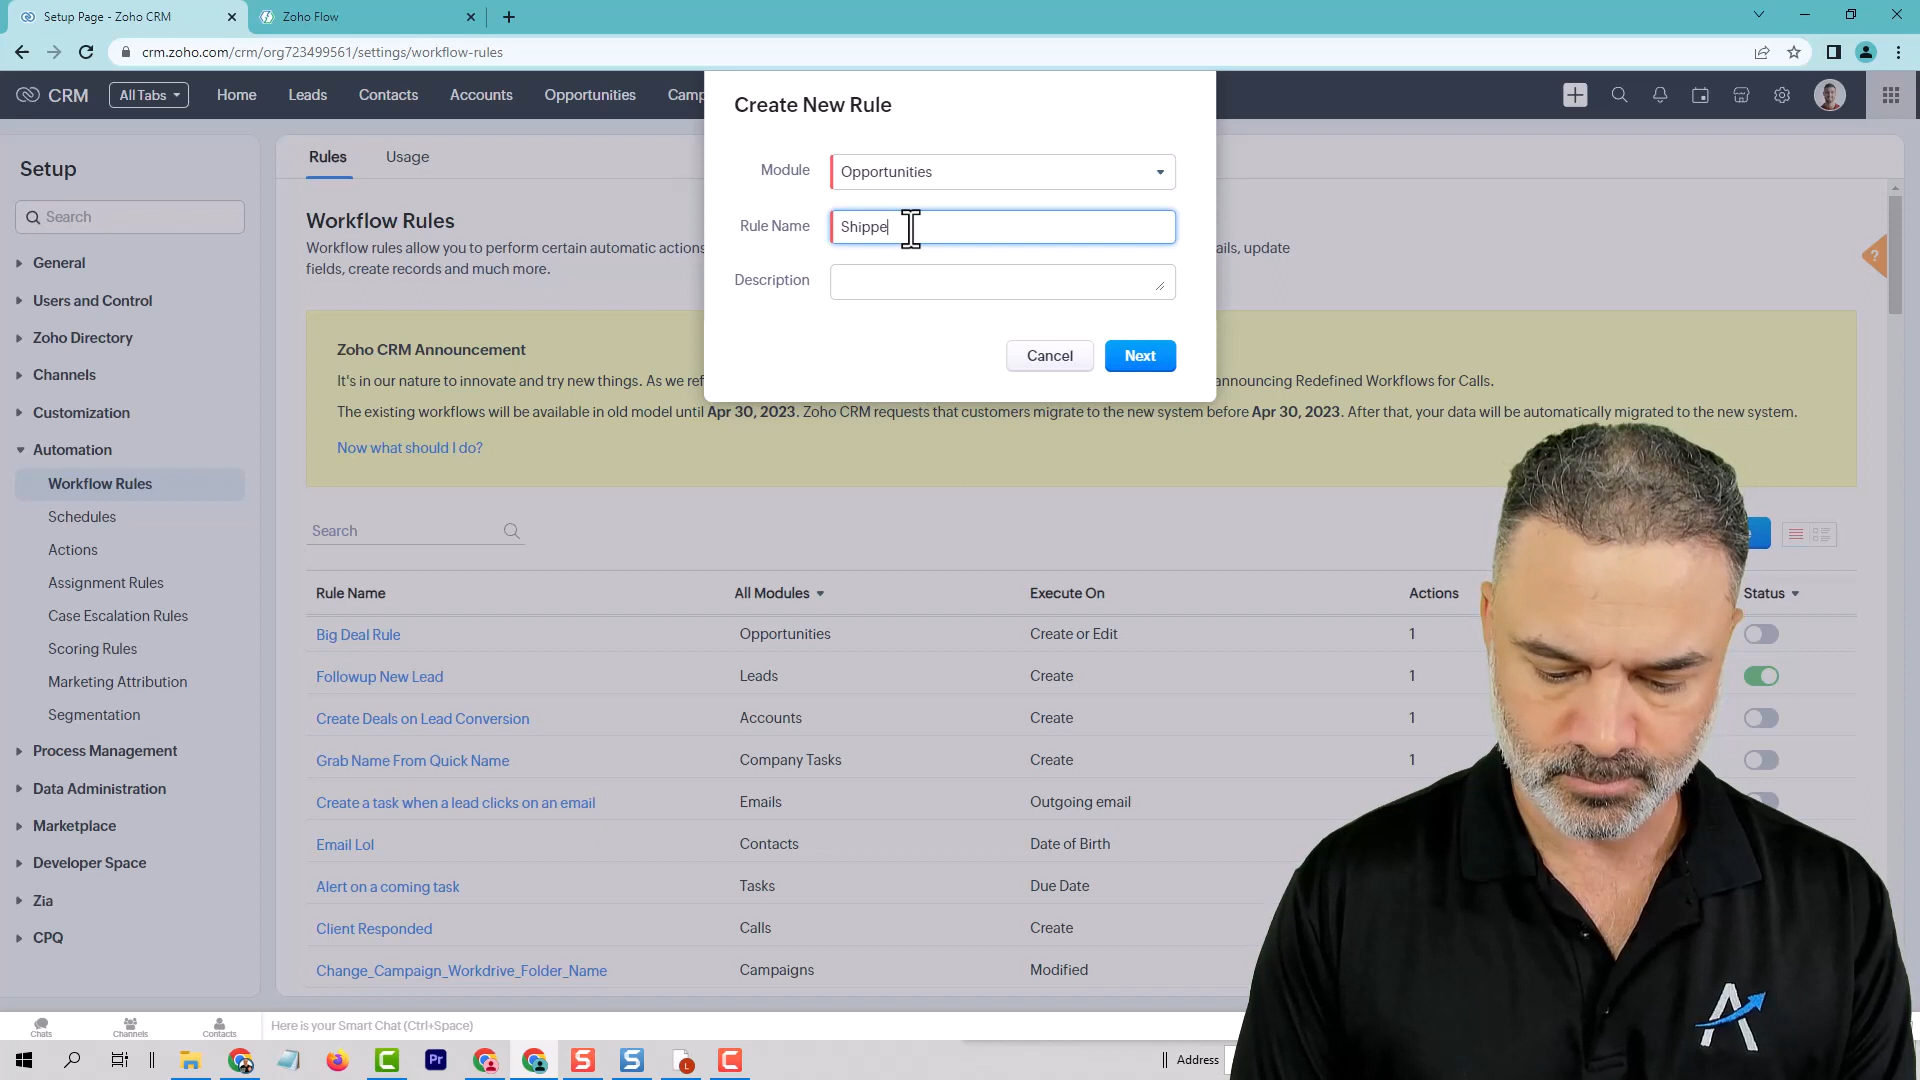 Setup Page - Zoho CRM
Zoho Flow
crm.zoho.com/crm/org723499561/settings/workflow-rules
CRM
All Tabs
Home
Leads
Contacts
Accounts
Opportunities
Camp
Create New Rule
Module
Opportunities
Rule Name
Shippe
Description
Cancel
Next
Setup
Search
General
Users and Control
Zoho Directory
Channels
Customization
Automation
Workflow Rules
Schedules
Actions
Assignment Rules
Case Escalation Rules
Scoring Rules
Marketing Attribution
Segmentation
Process Management
Data Administration
Marketplace
Developer Space
Zia
CPQ
Rules
Usage
Workflow Rules
Workflow rules allow you to perform certain automatic actions
ails, update
fields, create records and much more.
?
Zoho CRM Announcement
It's in our nature to innovate and try new things. As we ref
announcing Redefined Workflows for Calls.
The existing workflows will be available in old model until Apr 30, 2023. Zoho CRM requests that customers migrate to the new system before Apr 30, 2023. After that, your data will be automatically migrated to the new system.
Now what should I do?
Search
Rule Name
All Modules
Execute On
Actions
Status
Big Deal Rule
Opportunities
Create or Edit
1
Followup New Lead
Leads
Create
1
Create Deals on Lead Conversion
Accounts
Create
1
Grab Name From Quick Name
Company Tasks
Create
1
Create a task when a lead clicks on an email
Emails
Outgoing email
Email Lol
Contacts
Date of Birth
Alert on a coming task
Tasks
Due Date
Client Responded
Calls
Create
Change_Campaign_Workdrive_Folder_Name
Campaigns
Modified
Chats
Channels
Contacts
Here is your Smart Chat (Ctrl+Space)
Pr
S
S
L
C
Address